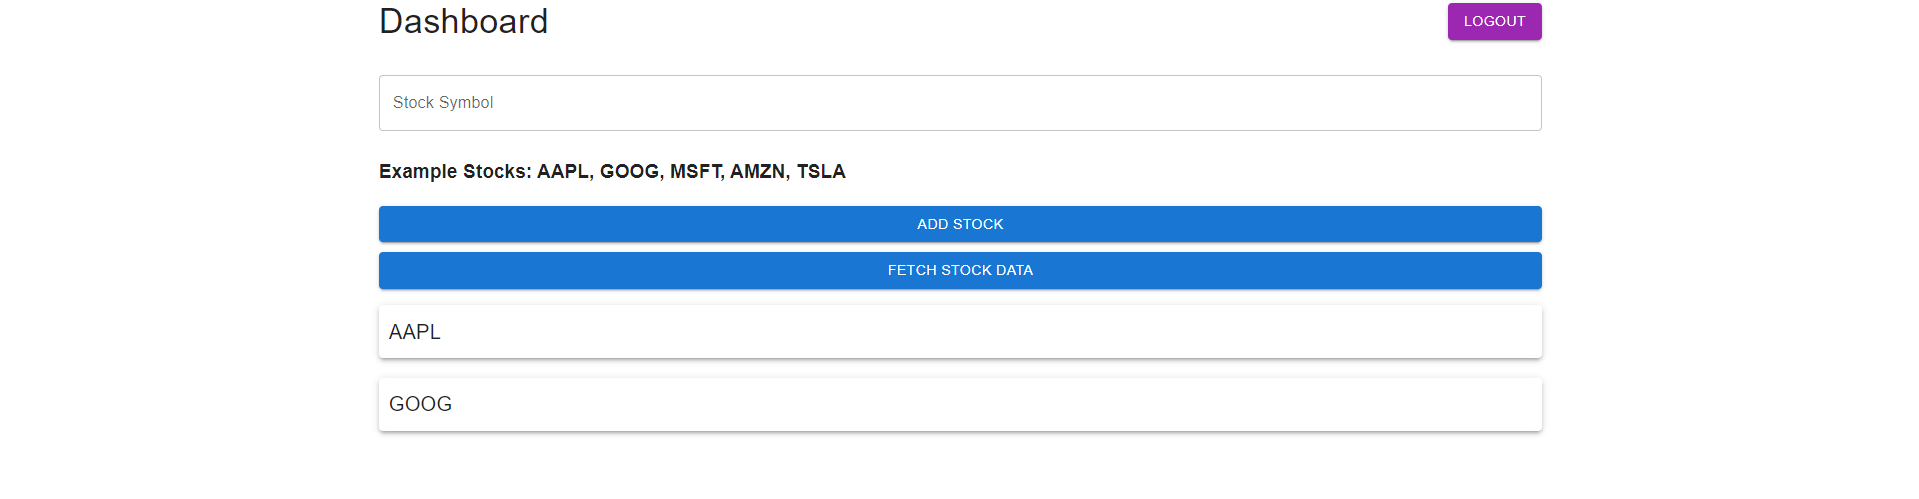 Dashboard
LOGOUT
Stock Symbol
Example Stocks: AAPL, GOOG, MSFT, AMZN, TSLA
ADD STOCK
FETCH STOCK DATA
AAPL
GOOG